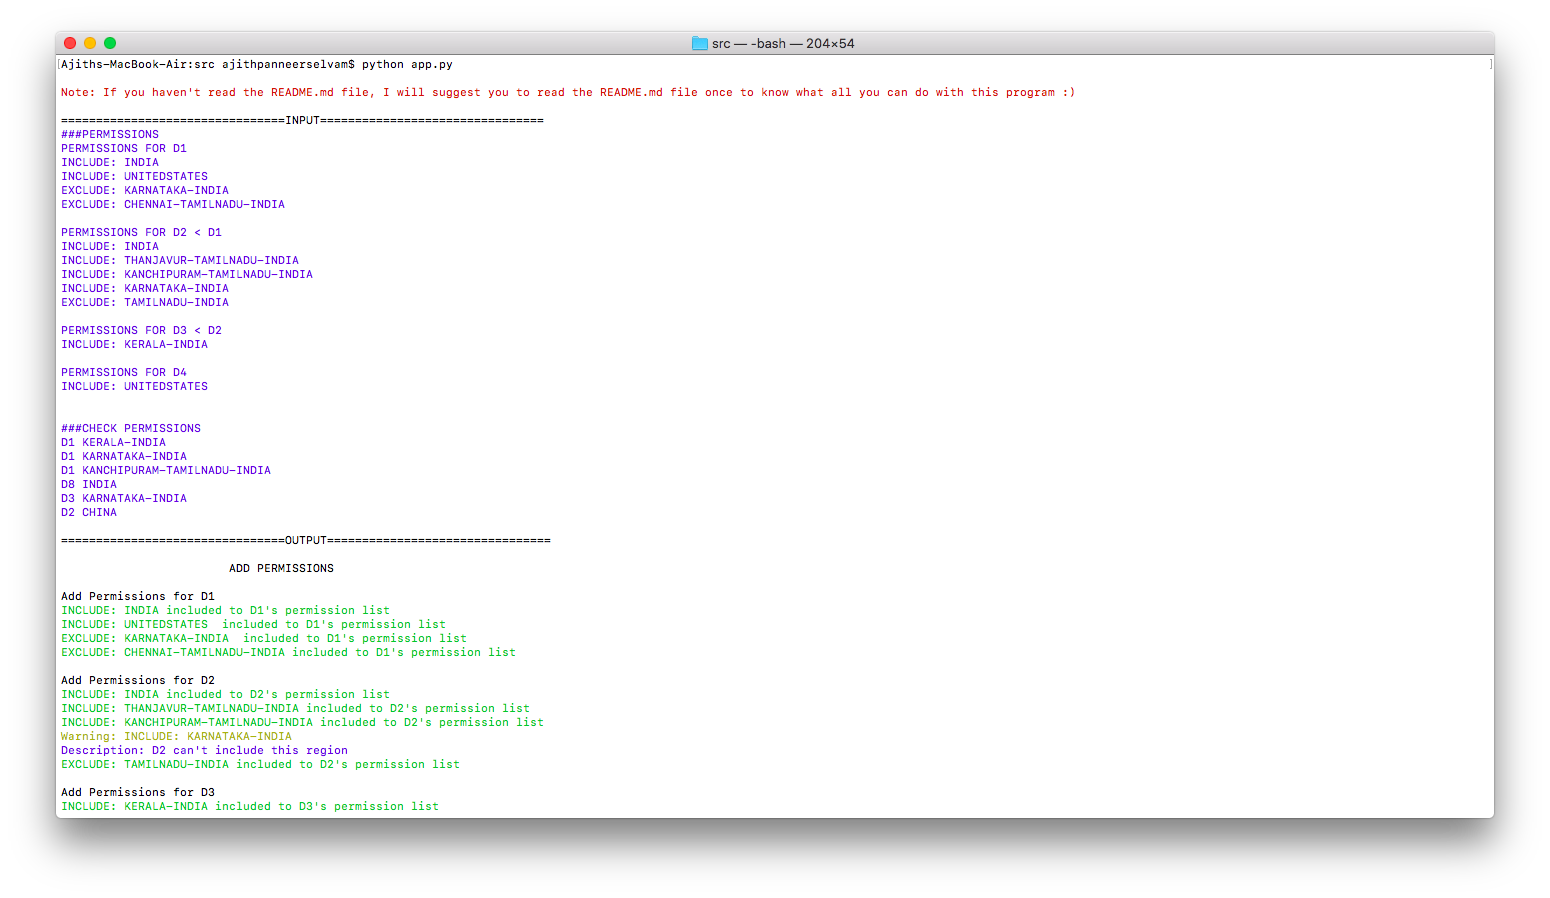 src — -bash — 204×54
[Ajiths-MacBook-Air:src ajithpanneerselvam$ python app.py ]
Note: If you haven't read the README.md file, I will suggest you to read the README.md file once to know what all you can do with this program :)
================================INPUT================================
###PERMISSIONS
PERMISSIONS FOR D1
INCLUDE: INDIA
INCLUDE: UNITEDSTATES
EXCLUDE: KARNATAKA-INDIA
EXCLUDE: CHENNAI-TAMILNADU-INDIA
PERMISSIONS FOR D2 < D1
INCLUDE: INDIA
INCLUDE: THANJAVUR-TAMILNADU-INDIA
INCLUDE: KANCHIPURAM-TAMILNADU-INDIA
INCLUDE: KARNATAKA-INDIA
EXCLUDE: TAMILNADU-INDIA
PERMISSIONS FOR D3 < D2
INCLUDE: KERALA-INDIA
PERMISSIONS FOR D4
INCLUDE: UNITEDSTATES
###CHECK PERMISSIONS
D1 KERALA-INDIA
D1 KARNATAKA-INDIA
D1 KANCHIPURAM-TAMILNADU-INDIA
D8 INDIA
D3 KARNATAKA-INDIA
D2 CHINA
================================OUTPUT================================
ADD PERMISSIONS
Add Permissions for D1
INCLUDE: INDIA included to D1's permission list
INCLUDE: UNITEDSTATES  included to D1's permission list
EXCLUDE: KARNATAKA-INDIA  included to D1's permission list
EXCLUDE: CHENNAI-TAMILNADU-INDIA included to D1's permission list
Add Permissions for D2
INCLUDE: INDIA included to D2's permission list
INCLUDE: THANJAVUR-TAMILNADU-INDIA included to D2's permission list
INCLUDE: KANCHIPURAM-TAMILNADU-INDIA included to D2's permission list
Warning: INCLUDE: KARNATAKA-INDIA
Description: D2 can't include this region
EXCLUDE: TAMILNADU-INDIA included to D2's permission list
Add Permissions for D3
INCLUDE: KERALA-INDIA included to D3's permission list